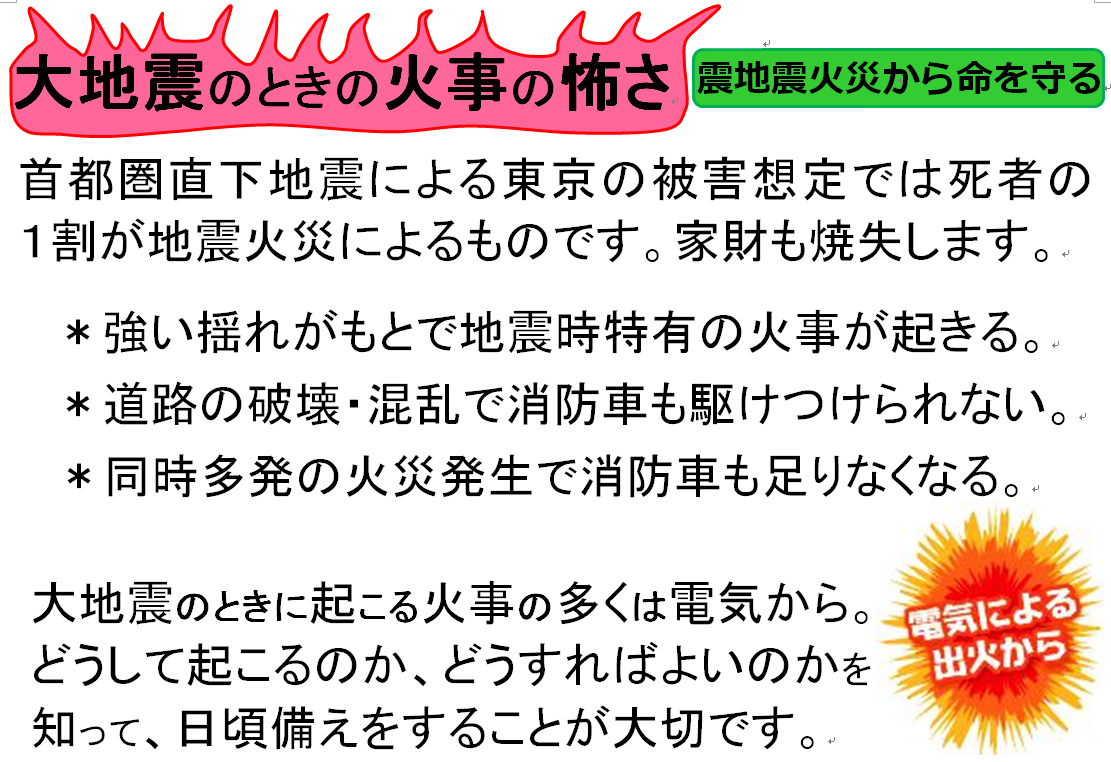 大地震のときの火事の怖さ
震地震火災から命を守る
首都圏直下地震による東京の被害想定では死者の
１割が地震火災によるものです。家財も焼失します。
＊強い揺れがもとで地震時特有の火事が起きる。
＊道路の破壊・混乱で消防車も駆けつけられない。
＊同時多発の火災発生で消防車も足りなくなる。
大地震のときに起こる火事の多くは電気から。
どうして起こるのか、どうすればよいのかを
知って、日頃備えをすることが大切です。
電気による
出火から